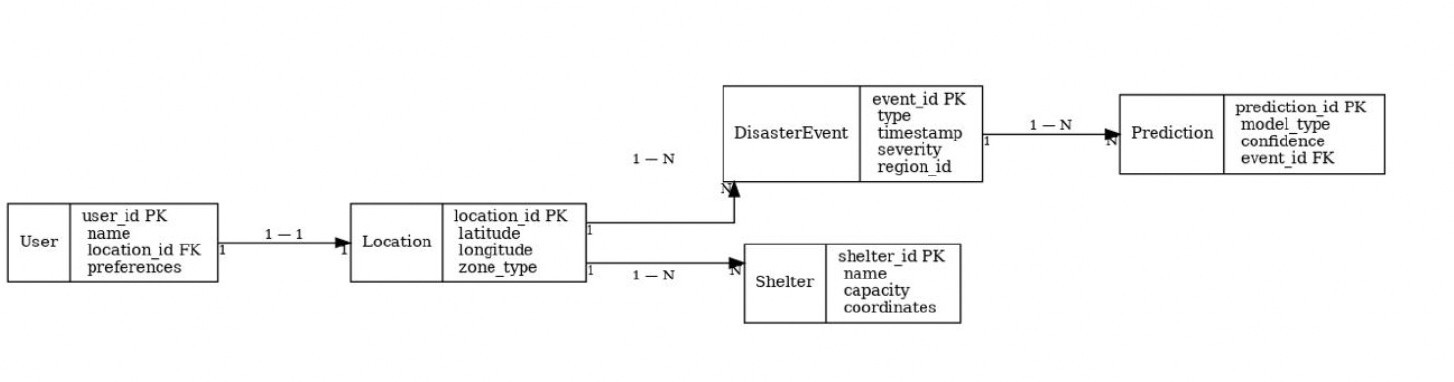 User
user_id PK
name
location_id FK
preferences
1
1 — 1
1
Location
location_id PK
latitude
longitude
zone_type
1
1 — N
N
DisasterEvent
event_id PK
type
timestamp
severity
region_id
1
1 — N
N
Prediction
prediction_id PK
model_type
confidence
event_id FK
1
1 — N
N
Shelter
shelter_id PK
name
capacity
coordinates